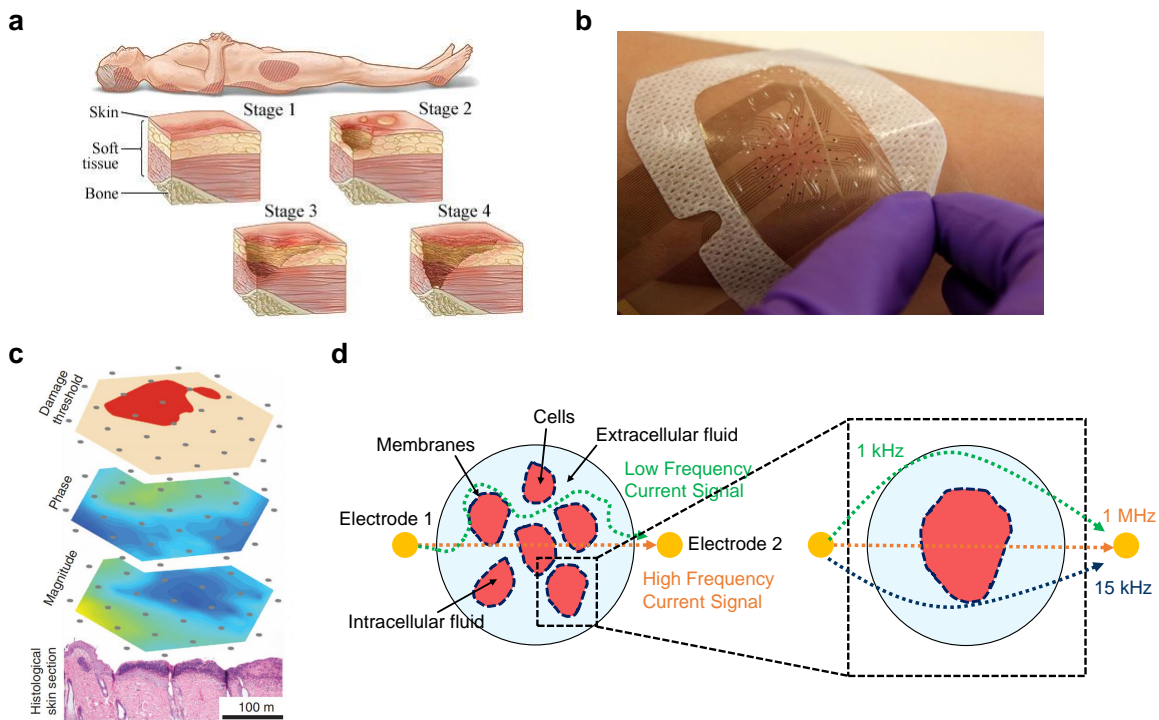 a
Skin
Soft
tissue
Bone
Stage 1
Stage 2
Stage 3
Stage 4
b
c
Damage
threshold
Phase
Magnitude
Histological
skin section
100 m
d
Cells
Membranes
Extracellular fluid
Low Frequency
Current Signal
Electrode 1
Electrode 2
High Frequency
Current Signal
Intracellular fluid
1 kHz
1 MHz
15 kHz